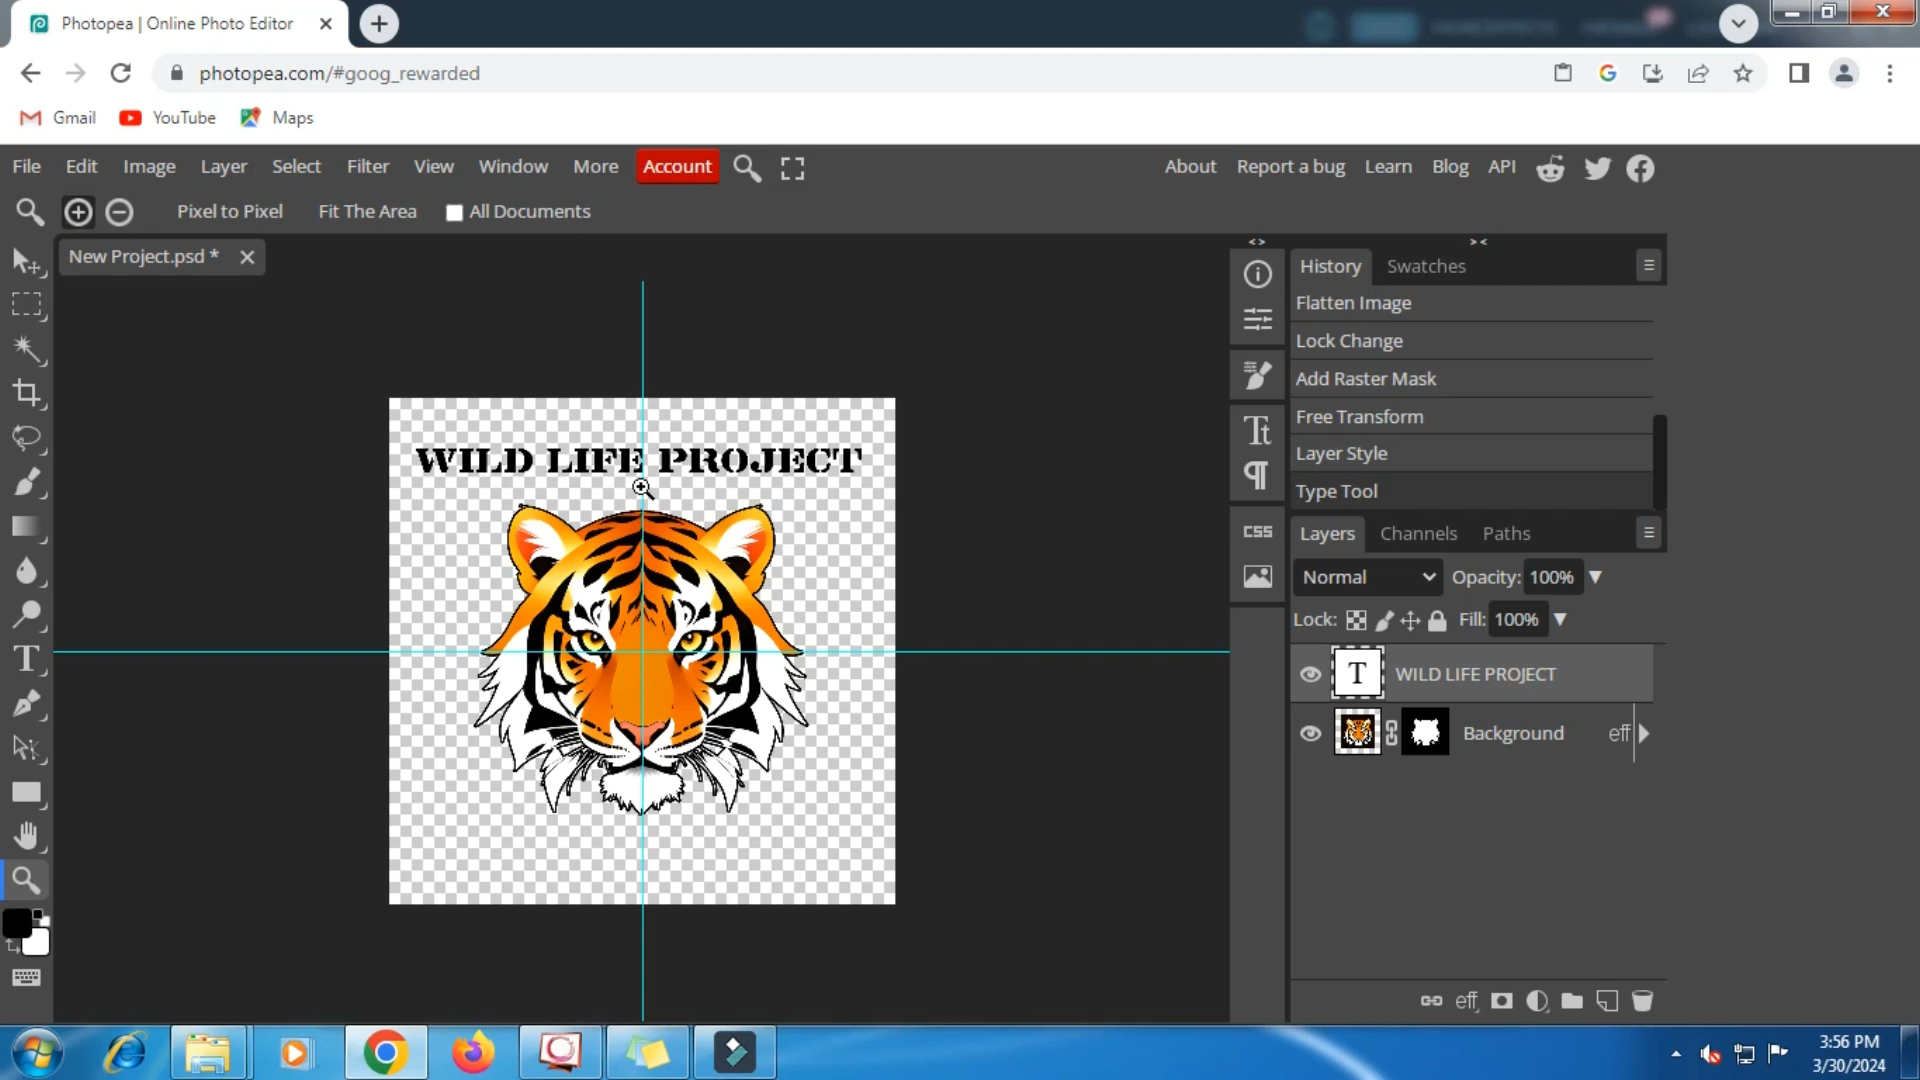 Photopea | Online Photo Editor
photopea.com/#goog_rewarded
Gmail YouTube Maps
File Edit Image Layer Select Filter View Window More Account About Report a bug Learn Blog API
Pixel to Pixel Fit The Area All Documents
New Project.psd *
History Swatches
Flatten Image
Lock Change
Add Raster Mask
Free Transform
Layer Style
Type Tool
CSS
Layers Channels Paths
Normal Opacity: 100%
Lock: Fill: 100%
T WILD LIFE PROJECT
Background eff
eff
WILD LIFE PROJECT
3:56 PM
3/30/2024